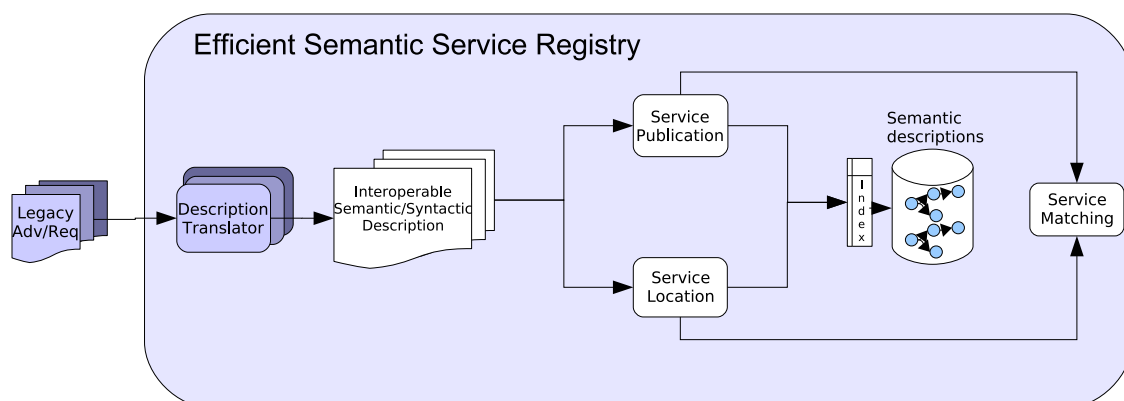 Efficient Semantic Service Registry
Legacy
Adv/Req
Description
Translator
Interoperable
Semantic/Syntactic
Description
Service
Publication
Service
Location
Index
Semantic
descriptions
Service
Matching